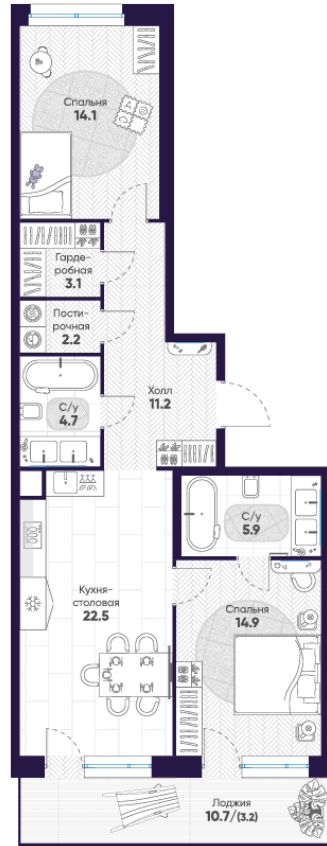 Спальня
14.1
Гарде-
робная
3.1
Пости-
рочная
2.2
С/у
4.7
Холл
11.2
С/у
5.9
Кухня-
столовая
22.5
Спальня
14.9
Лоджия
10.7/(3.2)